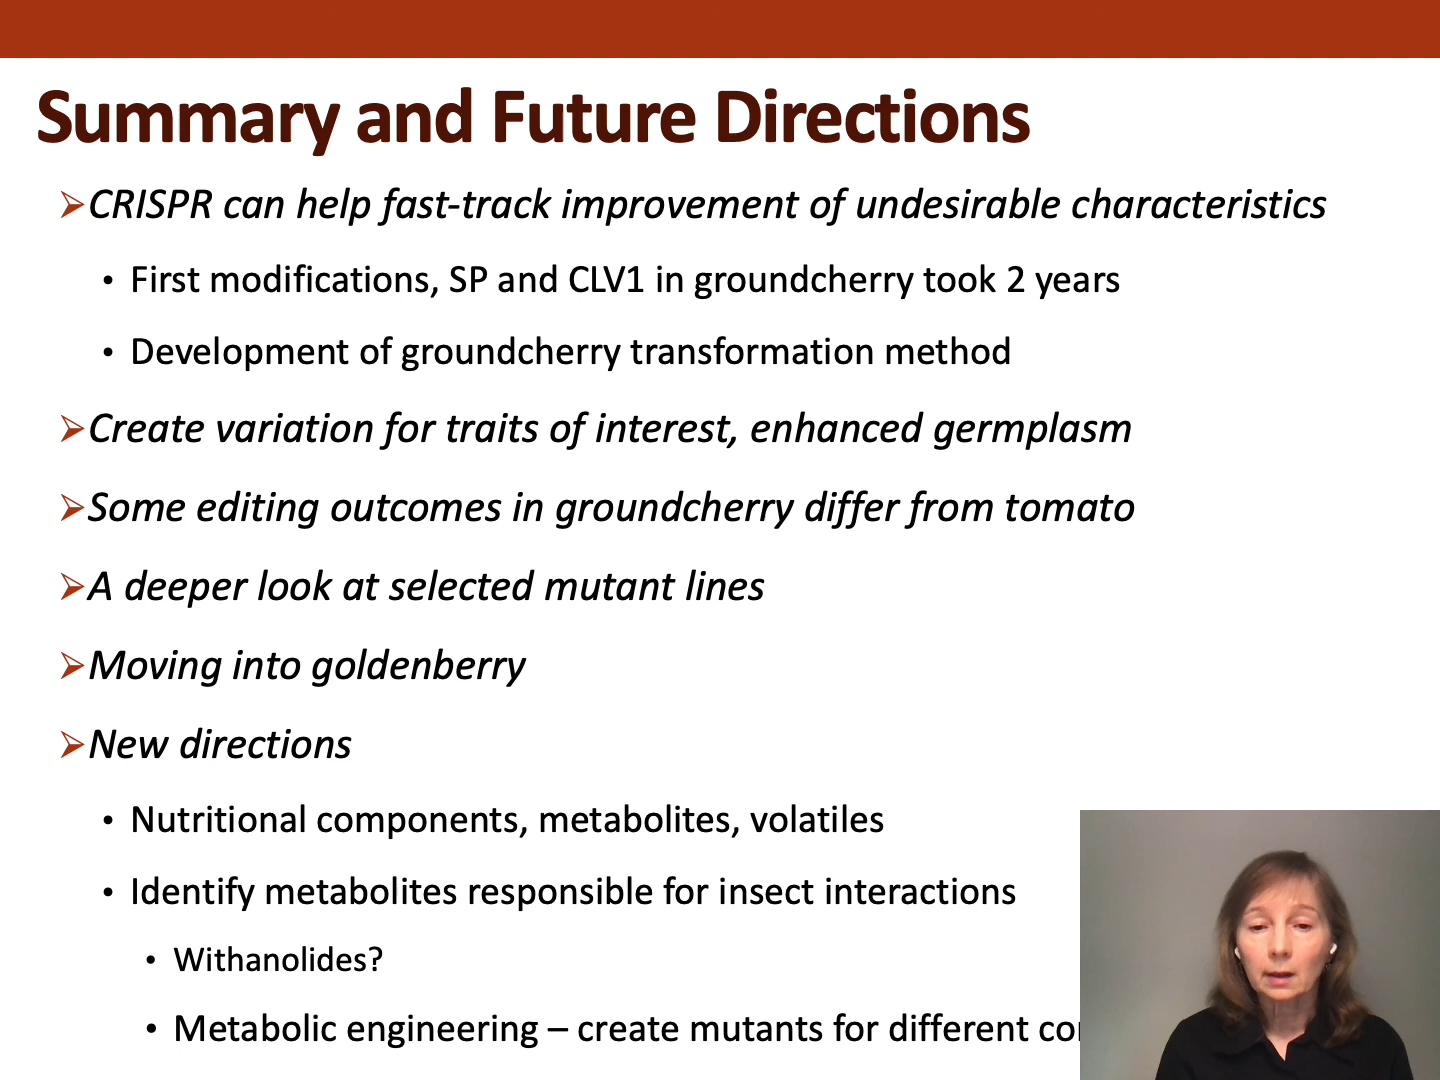 Summary and Future Directions
CRISPR can help fast-track improvement of undesirable characteristics
First modifications, SP and CLV1 in groundcherry took 2 years
Development of groundcherry transformation method
Create variation for traits of interest, enhanced germplasm
Some editing outcomes in groundcherry differ from tomato
A deeper look at selected mutant lines
Moving into goldenberry
New directions
Nutritional components, metabolites, volatiles
Identify metabolites responsible for insect interactions
Withanolides?
Metabolic engineering – create mutants for different